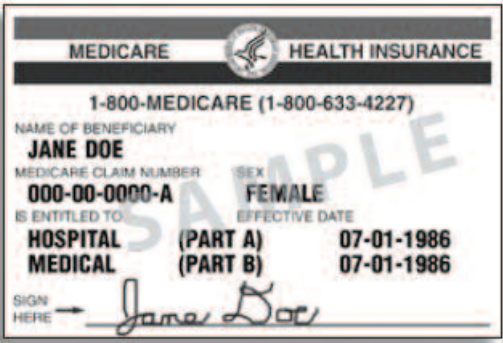 MEDICARE HEALTH INSURANCE
1-800-MEDICARE (1-800-633-4227)
NAME OF BENEFICIARY
JANE DOE
MEDICARE CLAIM NUMBER SEX
000-00-0000-A FEMALE
IS ENTITLED TO EFFECTIVE DATE
HOSPITAL (PART A) 07-01-1986
MEDICAL (PART B) 07-01-1986
SIGN HERE → Jane Doe
SAMPLE